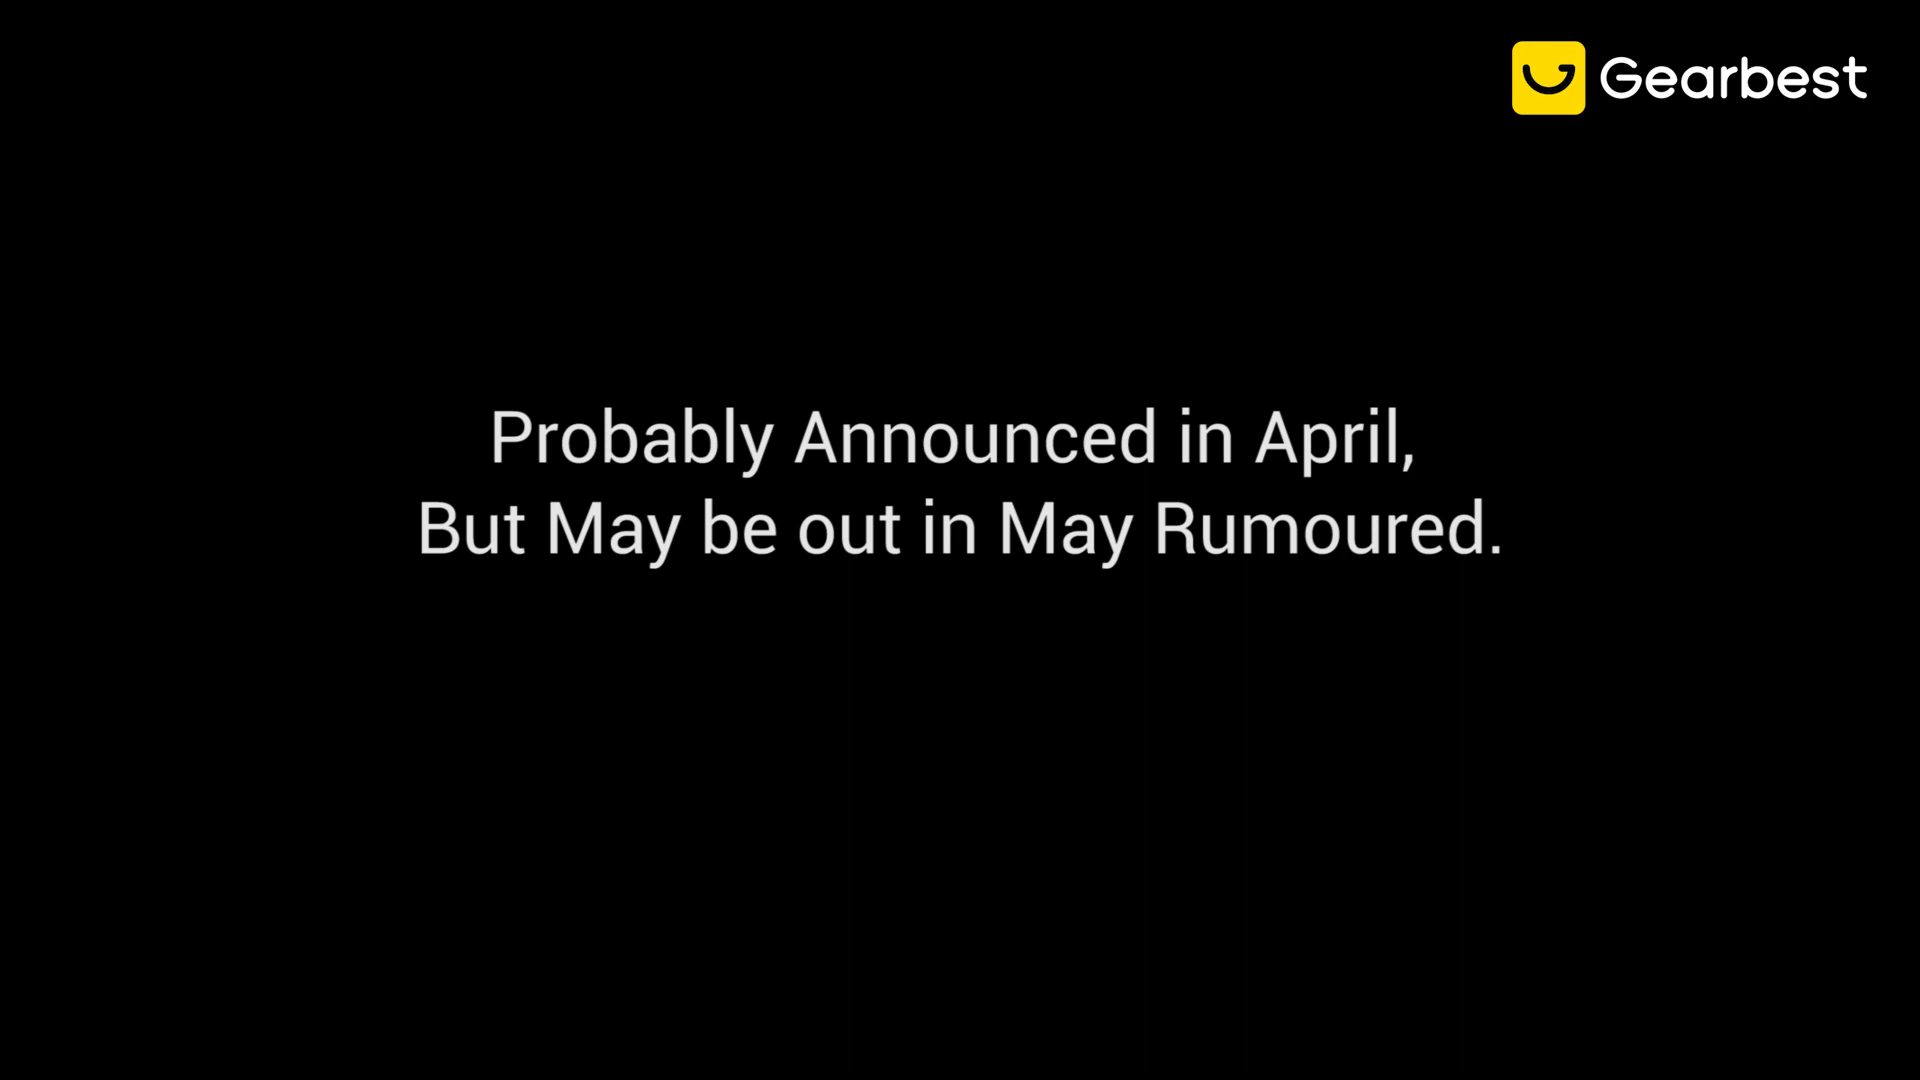 Gearbest
Probably Announced in April,
But May be out in May Rumoured.